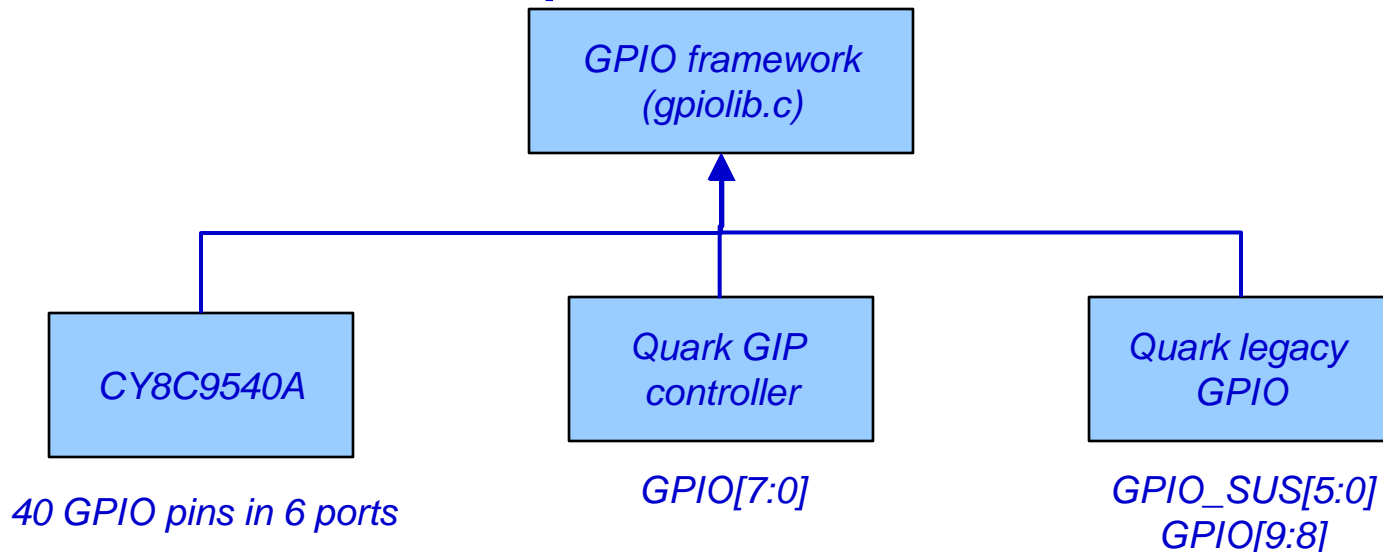 GPIO framework
(gpiolib.c)
CY8C9540A
Quark GIP
controller
Quark legacy
GPIO
40 GPIO pins in 6 ports
GPIO[7:0]
GPIO_SUS[5:0]
GPIO[9:8]